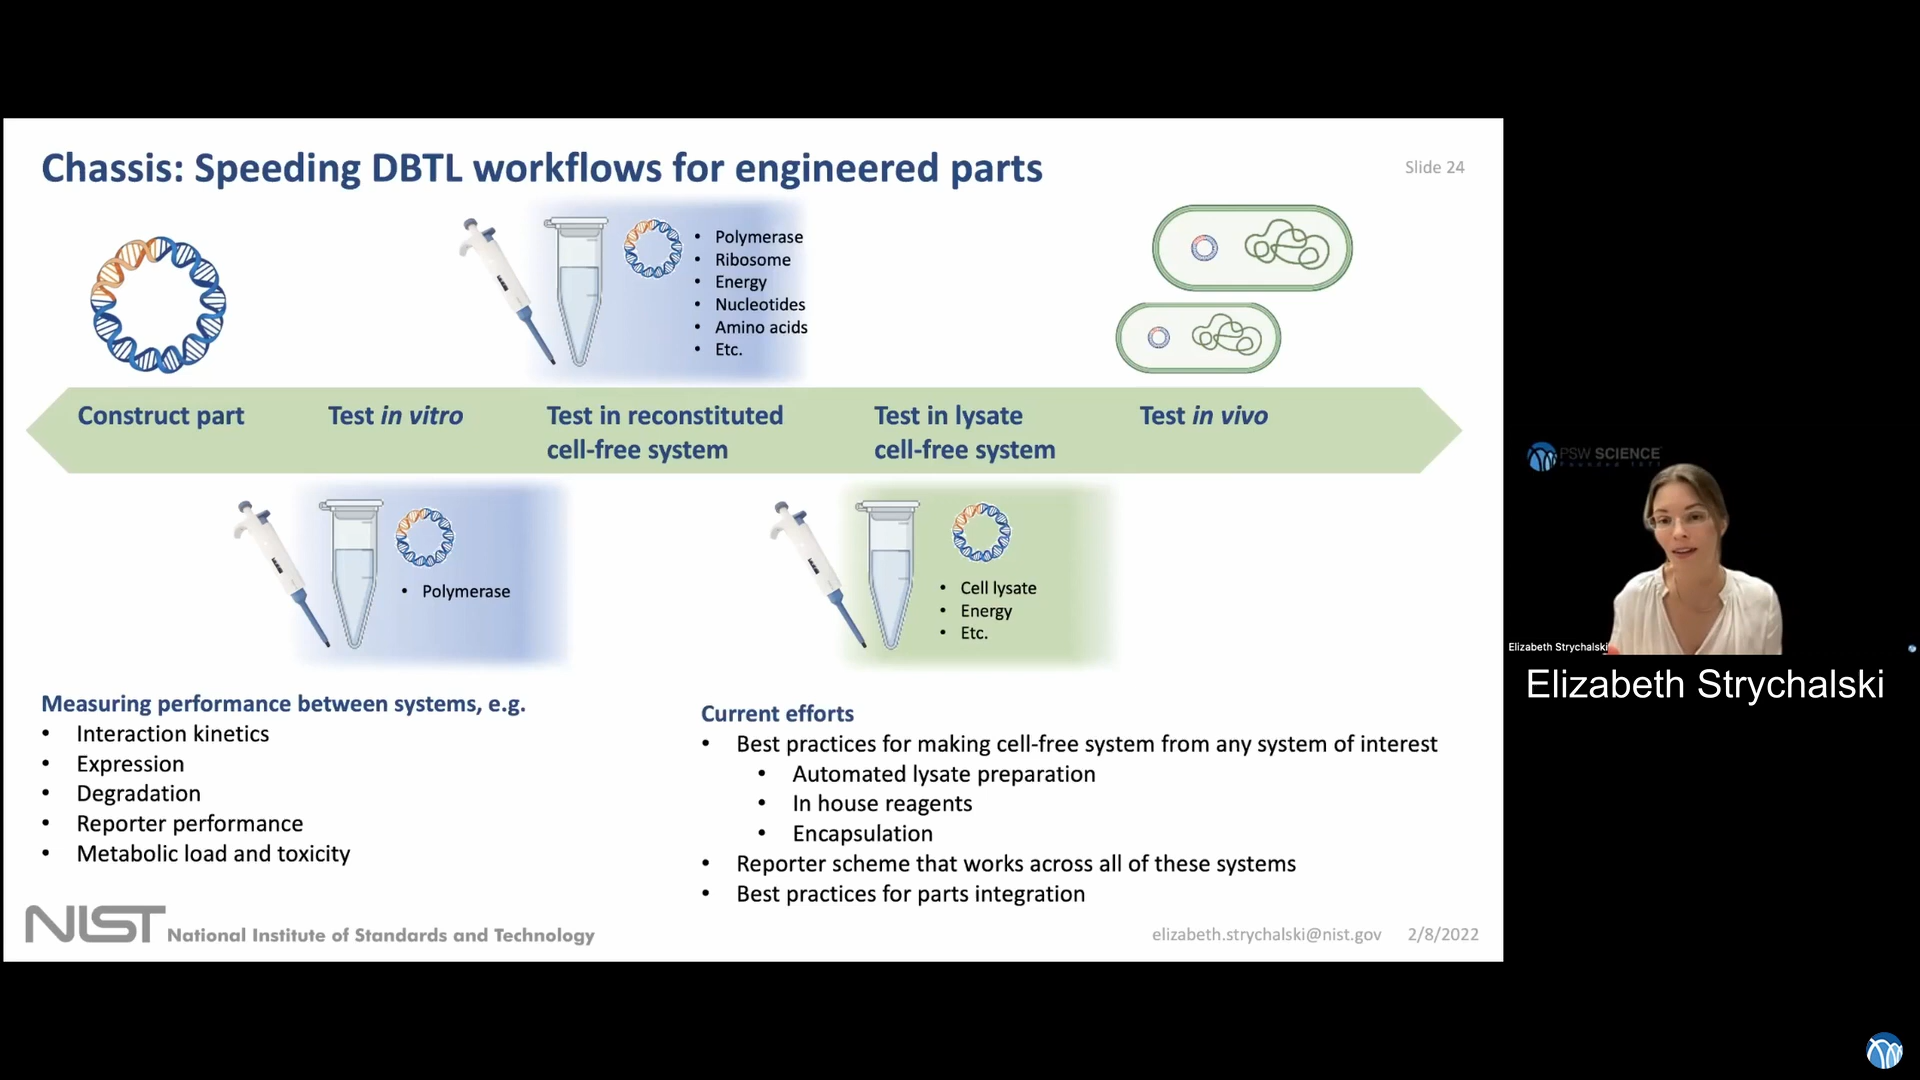 Chassis: Speeding DBTL workflows for engineered parts
Slide 24
• Polymerase
• Ribosome
• Energy
• Nucleotides
• Amino acids
• Etc.
Construct part
Test in vitro
Test in reconstituted
cell-free system
Test in lysate
cell-free system
Test in vivo
• Polymerase
• Cell lysate
• Energy
• Etc.
Measuring performance between systems, e.g.
• Interaction kinetics
• Expression
• Degradation
• Reporter performance
• Metabolic load and toxicity
Current efforts
• Best practices for making cell-free system from any system of interest
• Automated lysate preparation
• In house reagents
• Encapsulation
• Reporter scheme that works across all of these systems
• Best practices for parts integration
NIST National Institute of Standards and Technology
elizabeth.strychalski@nist.gov 2/8/2022
PSW SCIENCE
Elizabeth Strychalski
Elizabeth Strychalski